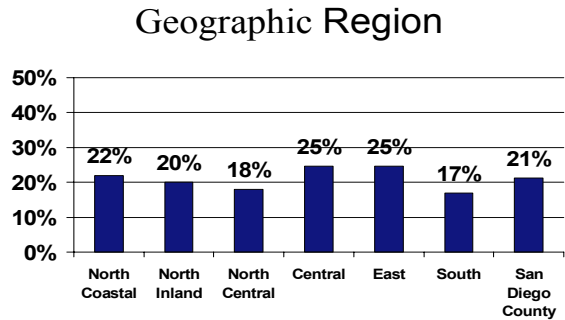 Geographic Region
50%
40%
30%
20%
10%
0%
22%
20%
18%
25%
25%
17%
21%
North Coastal
North Inland
North Central
Central
East
South
San Diego County